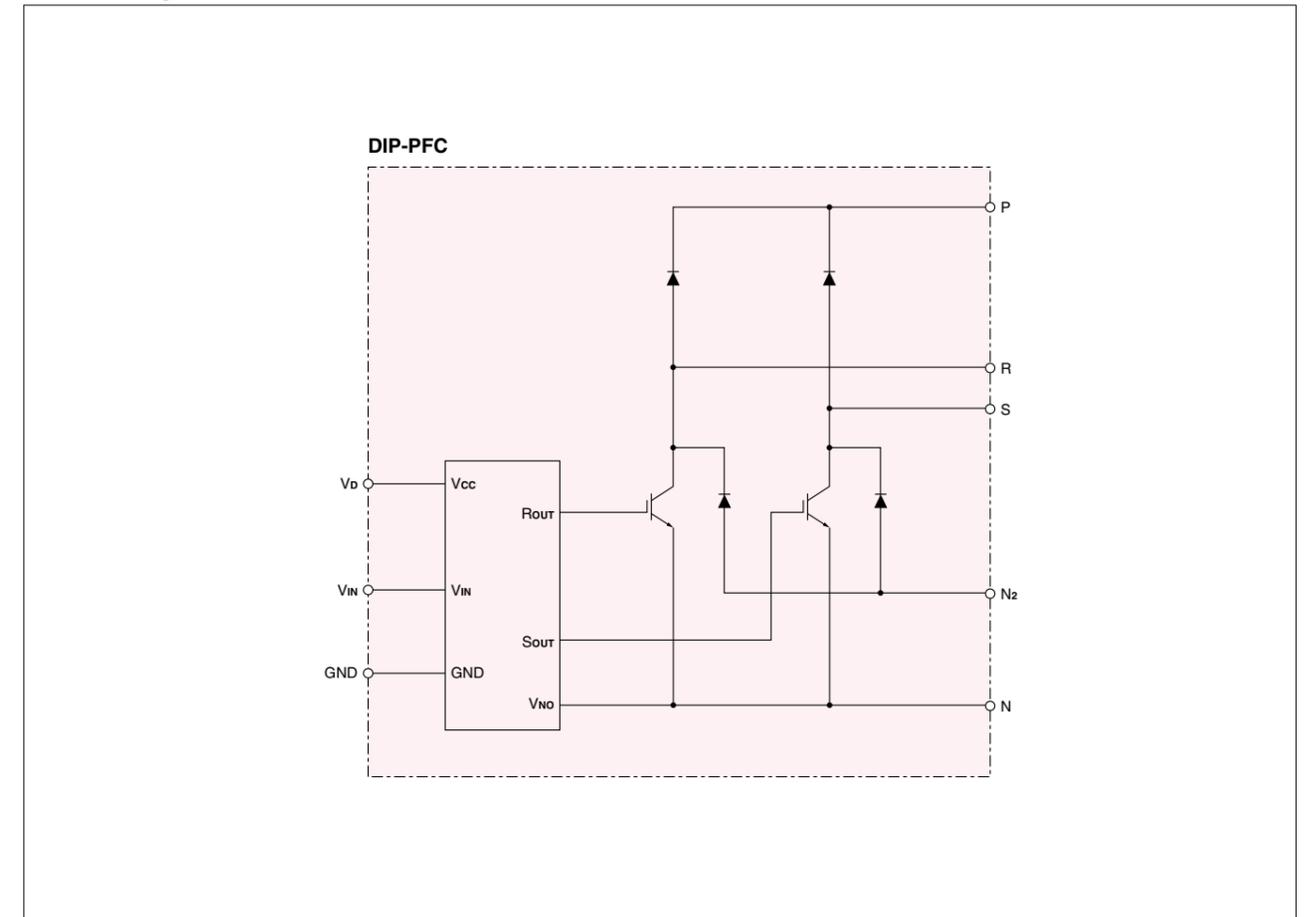 DIP-PFC
P
R
S
VD
VCC
ROUT
VIN
VIN
N2
SOUT
GND
GND
VNO
N